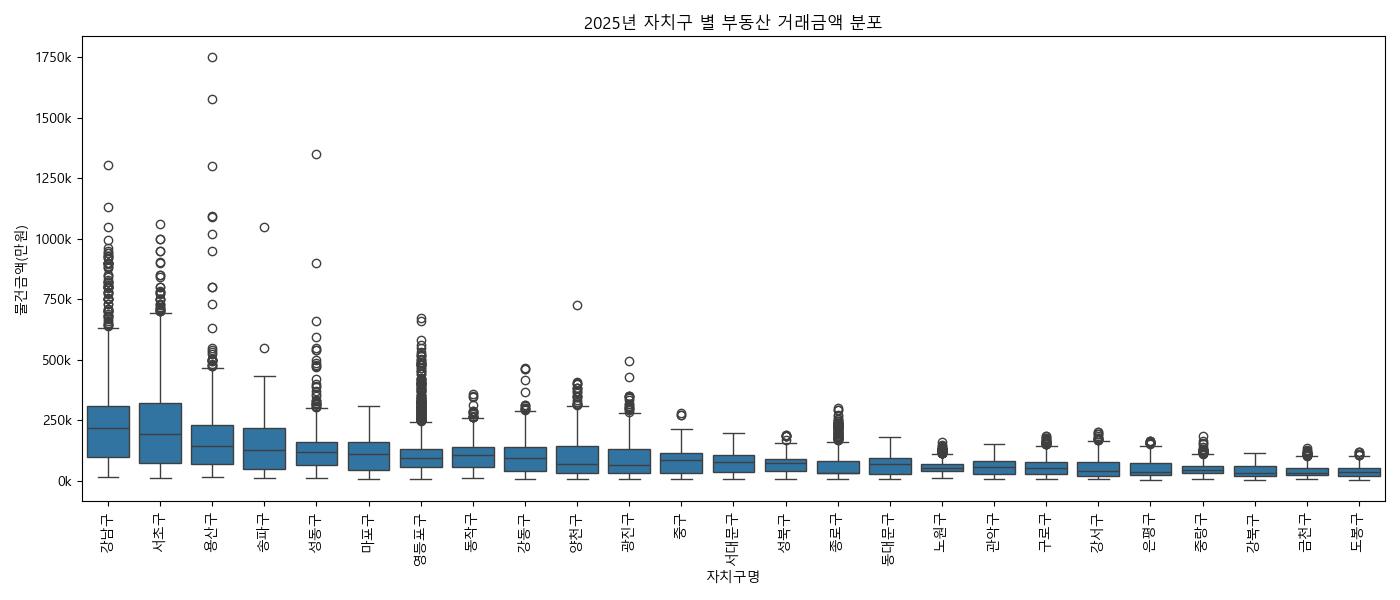 2025년 자치구 별 부동산 거래금액 분포
물건금액(만원)
1750k
1500k
1250k
1000k
750k
500k
250k
0k
강남구
서초구
용산구
송파구
성동구
마포구
영등포구
동작구
강동구
양천구
광진구
중구
서대문구
성북구
종로구
동대문구
노원구
관악구
구로구
강서구
은평구
중랑구
강북구
금천구
도봉구
자치구명